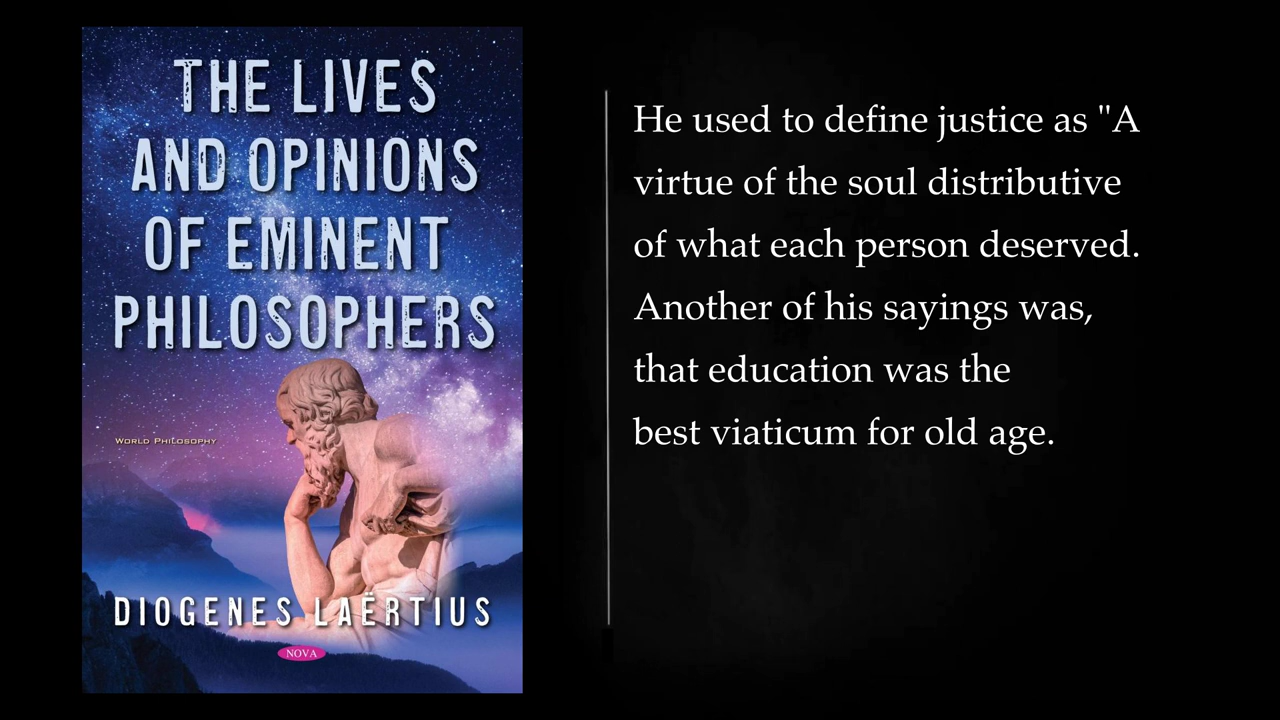 THE LIVES
AND OPINIONS
OF EMINENT
PHILOSOPHERS
WORLD PHILOSOPHY
DIOGENES LAËRTIUS
NOVA
He used to define justice as "A
virtue of the soul distributive
of what each person deserved.
Another of his sayings was,
that education was the
best viaticum for old age.